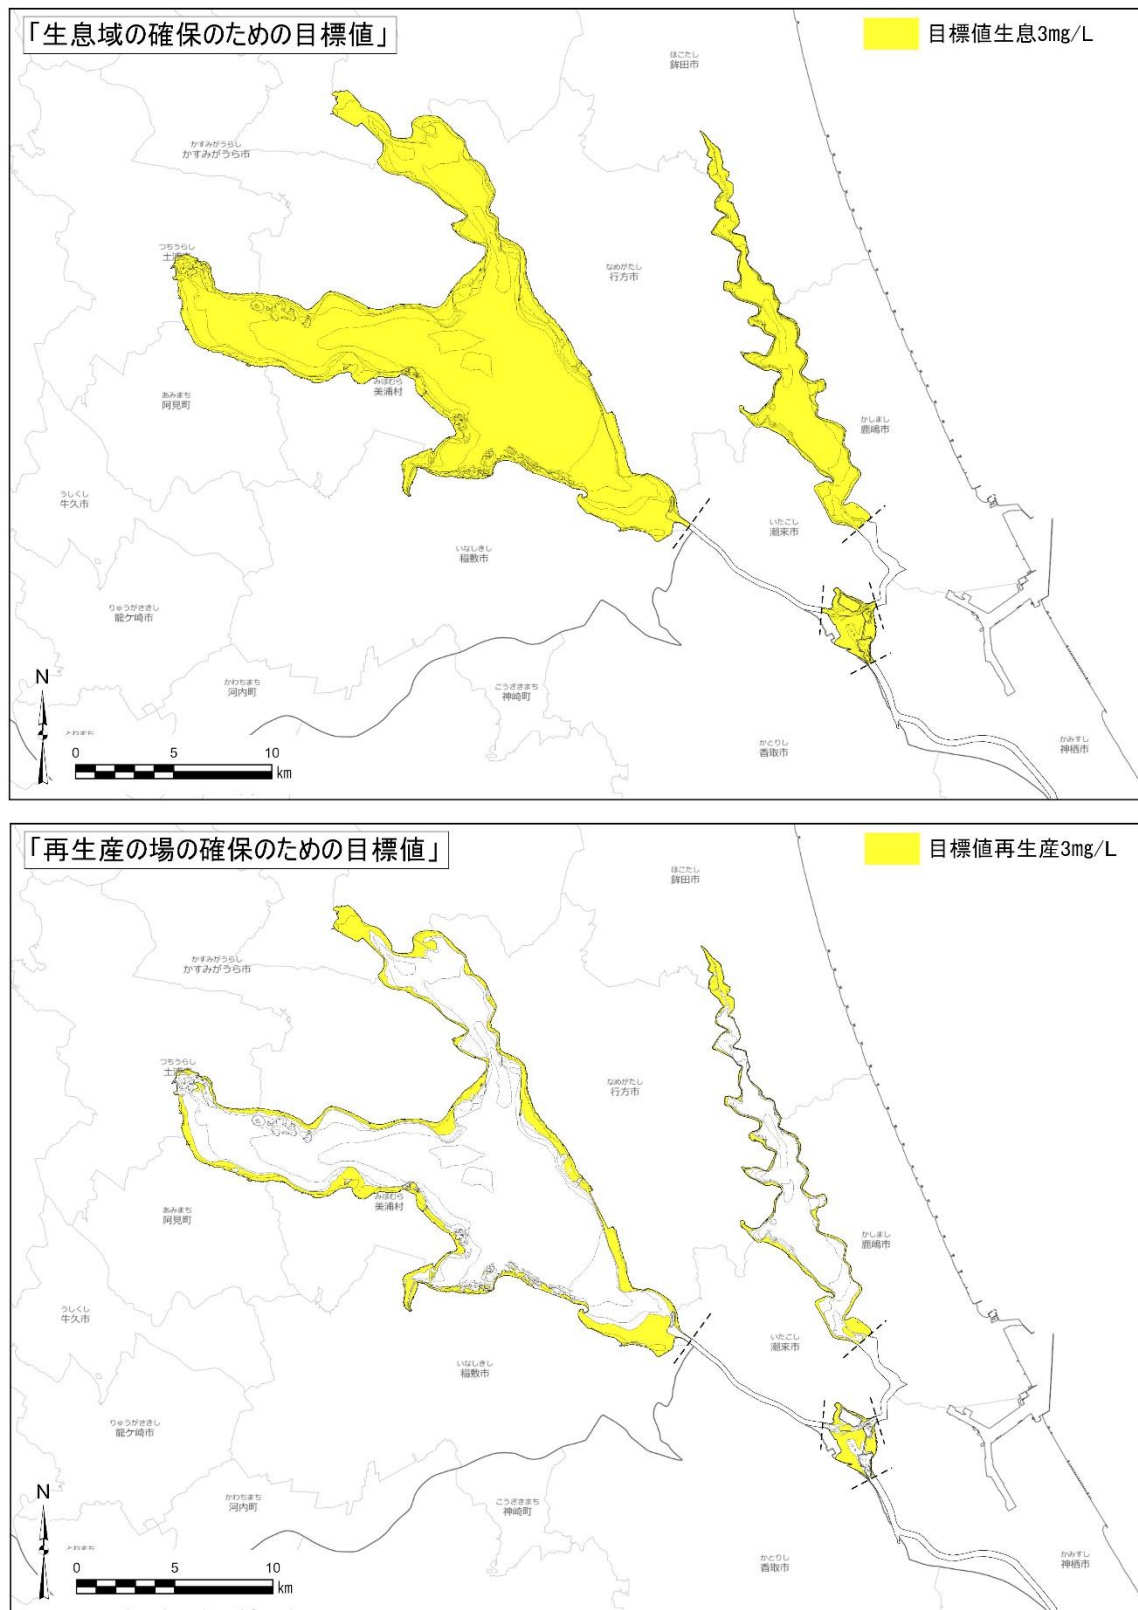 「生息域の確保のための目標値」
目標値生息3mg/L
ほこたし
鉾田市
かすみがうらし
かすみがうら市
つちうらし
なめがたし
行方市
みほむら
美浦村
あみまち
阿見町
かしまし
鹿嶋市
うしくし
牛久市
いたこし
潮来市
いなしきし
稲敷市
りゅうがさきし
龍ケ崎市
かわちまち
河内町
こうざきまち
神崎町
かとりし
香取市
かみすし
神栖市
N
0 5 10
km
「再生産の場の確保のための目標値」
目標値再生産3mg/L
ほこたし
鉾田市
かすみがうらし
かすみがうら市
つちうらし
なめがたし
行方市
みほむら
美浦村
あみまち
阿見町
かしまし
鹿嶋市
うしくし
牛久市
いたこし
潮来市
いなしきし
稲敷市
りゅうがさきし
龍ケ崎市
かわちまち
河内町
こうざきまち
神崎町
かとりし
香取市
かみすし
神栖市
N
0 5 10
km